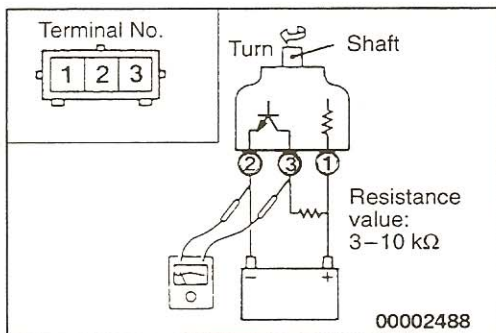 Terminal No.
1 2 3
Turn
Shaft
2 3 1
Resistance
value:
3–10 kΩ
– +
00002488